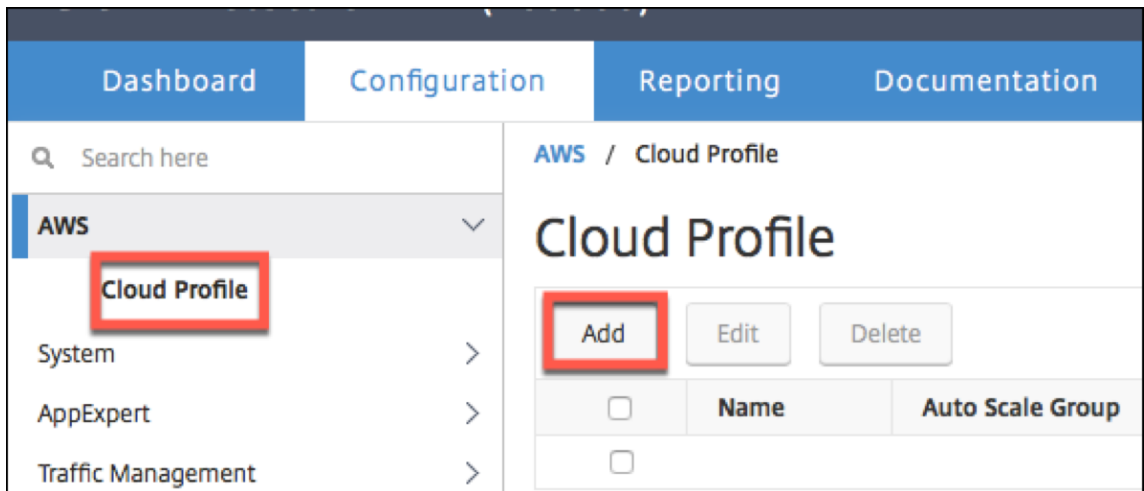 Dashboard Configuration Reporting Documentation
Search here
AWS
Cloud Profile
System
AppExpert
Traffic Management
AWS / Cloud Profile
Cloud Profile
Add Edit Delete
Name Auto Scale Group